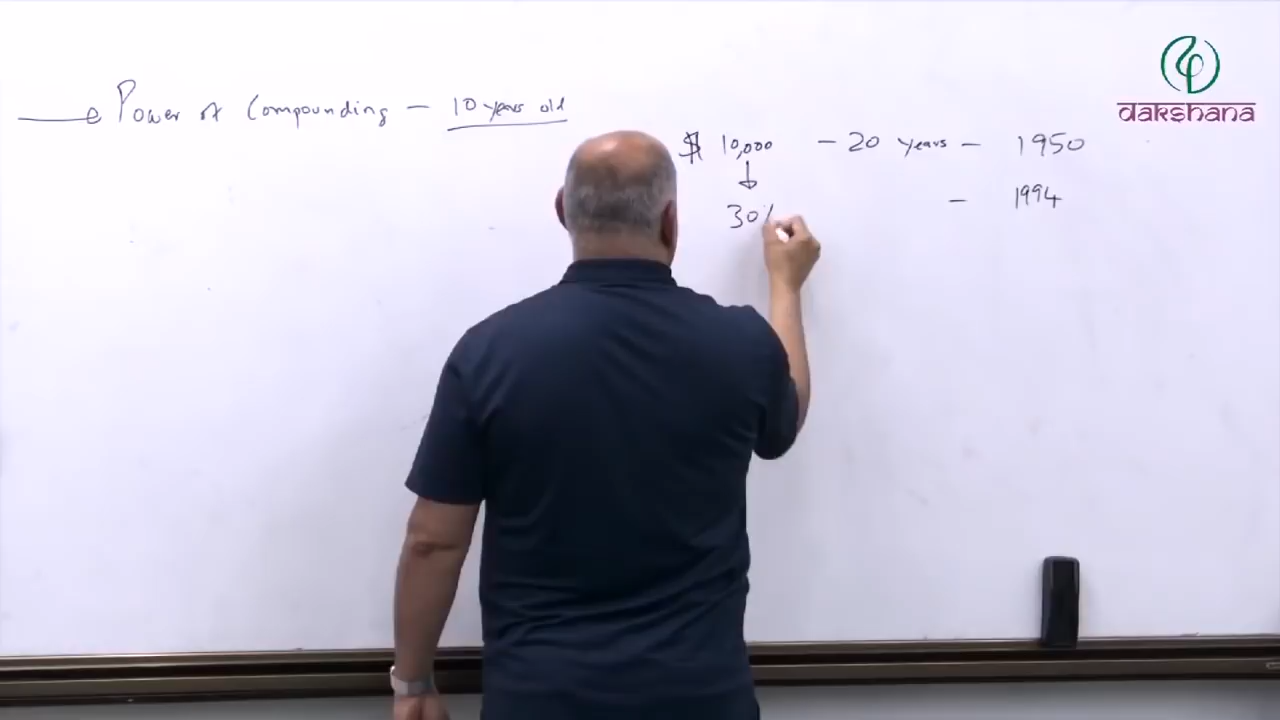 Power of Compounding - 10 years old
$ 10,000 - 20 years - 1950
- 1994
30%
dakshana